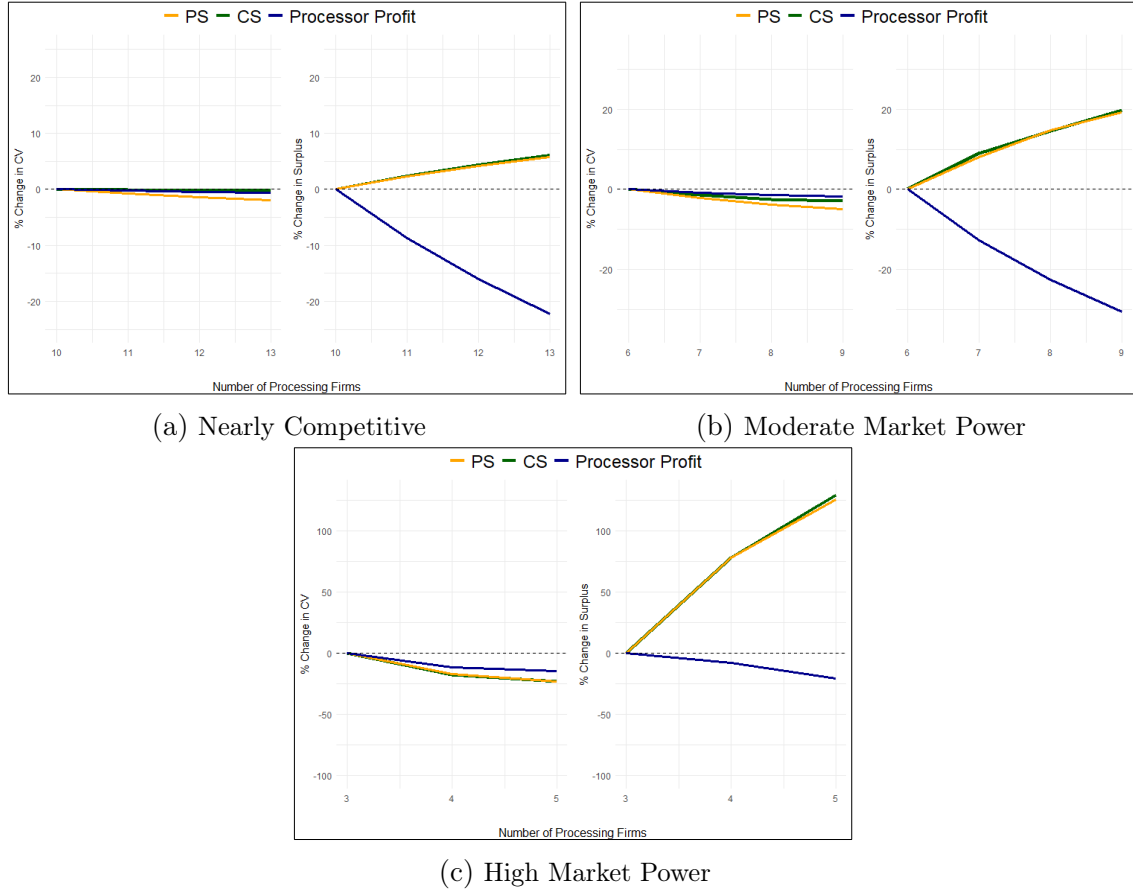 PS CS Processor Profit
% Change in CV
20
10
0
-10
-20
10 11 12 13
% Change in Surplus
20
10
0
-10
-20
10 11 12 13
Number of Processing Firms
(a) Nearly Competitive
PS CS Processor Profit
% Change in CV
20
0
-20
6 7 8 9
% Change in Surplus
20
0
-20
6 7 8 9
Number of Processing Firms
(b) Moderate Market Power
PS CS Processor Profit
% Change in CV
100
50
0
-50
-100
3 4 5
% Change in Surplus
100
50
0
-50
-100
3 4 5
Number of Processing Firms
(c) High Market Power